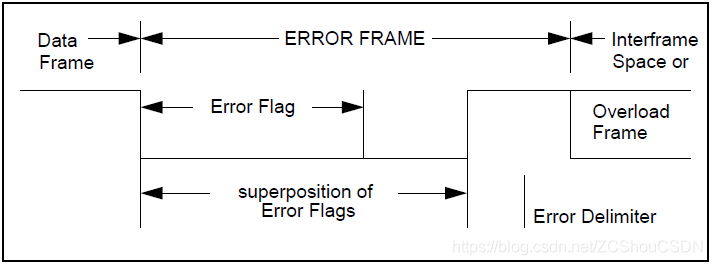 Data
Frame
ERROR FRAME
Interframe
Space or
Error Flag
Overload
Frame
superposition of
Error Flags
Error Delimiter
https://blog.csdn.net/ZCShouCSDN